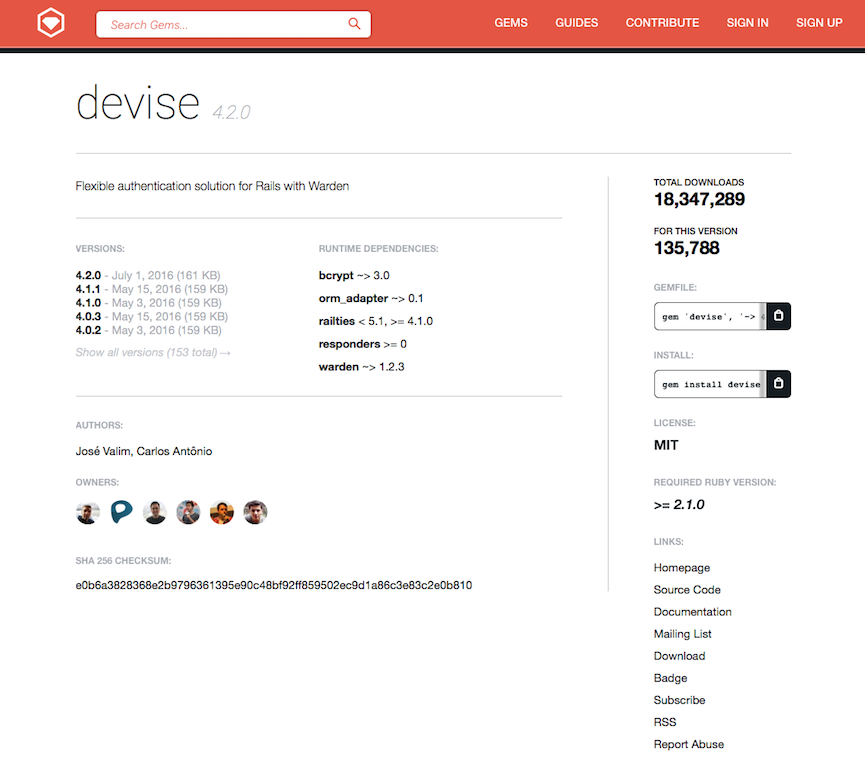 Search Gems...
GEMS
GUIDES
CONTRIBUTE
SIGN IN
SIGN UP
devise 4.2.0
Flexible authentication solution for Rails with Warden
VERSIONS:
4.2.0 - July 1, 2016 (161 KB)
4.1.1 - May 15, 2016 (159 KB)
4.1.0 - May 3, 2016 (159 KB)
4.0.3 - May 15, 2016 (159 KB)
4.0.2 - May 3, 2016 (159 KB)
Show all versions (153 total) →
RUNTIME DEPENDENCIES:
bcrypt ~> 3.0
orm_adapter ~> 0.1
railties < 5.1, >= 4.1.0
responders >= 0
warden ~> 1.2.3
AUTHORS:
José Valim, Carlos Antônio
OWNERS:
SHA 256 CHECKSUM:
e0b6a3828368e2b9796361395e90c48bf92ff859502ec9d1a86c3e83c2e0b810
TOTAL DOWNLOADS
18,347,289
FOR THIS VERSION
135,788
GEMFILE:
gem 'devise', '~>
INSTALL:
gem install devise
LICENSE:
MIT
REQUIRED RUBY VERSION:
>= 2.1.0
LINKS:
Homepage
Source Code
Documentation
Mailing List
Download
Badge
Subscribe
RSS
Report Abuse